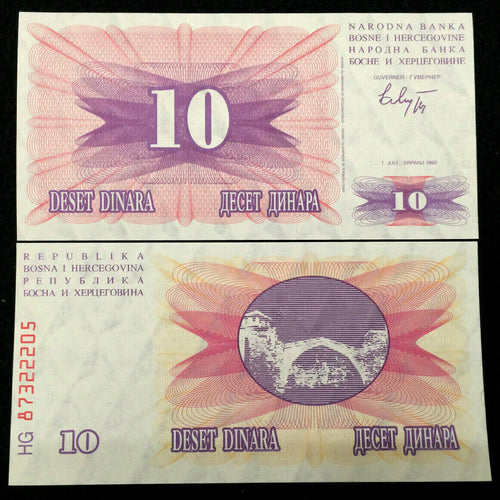 NARODNA BANKA
BOSNE I HERCEGOVINE
НАРОДНА БАНКА
БОСНЕ И ХЕРЦЕГОВИНЕ
GUVERNER - ГУВЕРНЕР
10
1. JULI - SRPANJ 1992
DESET DINARA
ДЕСЕТ ДИНАРА
10
REPUBLIKA
BOSNA I HERCEGOVINA
РЕПУБЛИКА
БОСНА И ХЕРЦЕГОВИНА
HG 87322205
10
DESET DINARA
ДЕСЕТ ДИНАРА